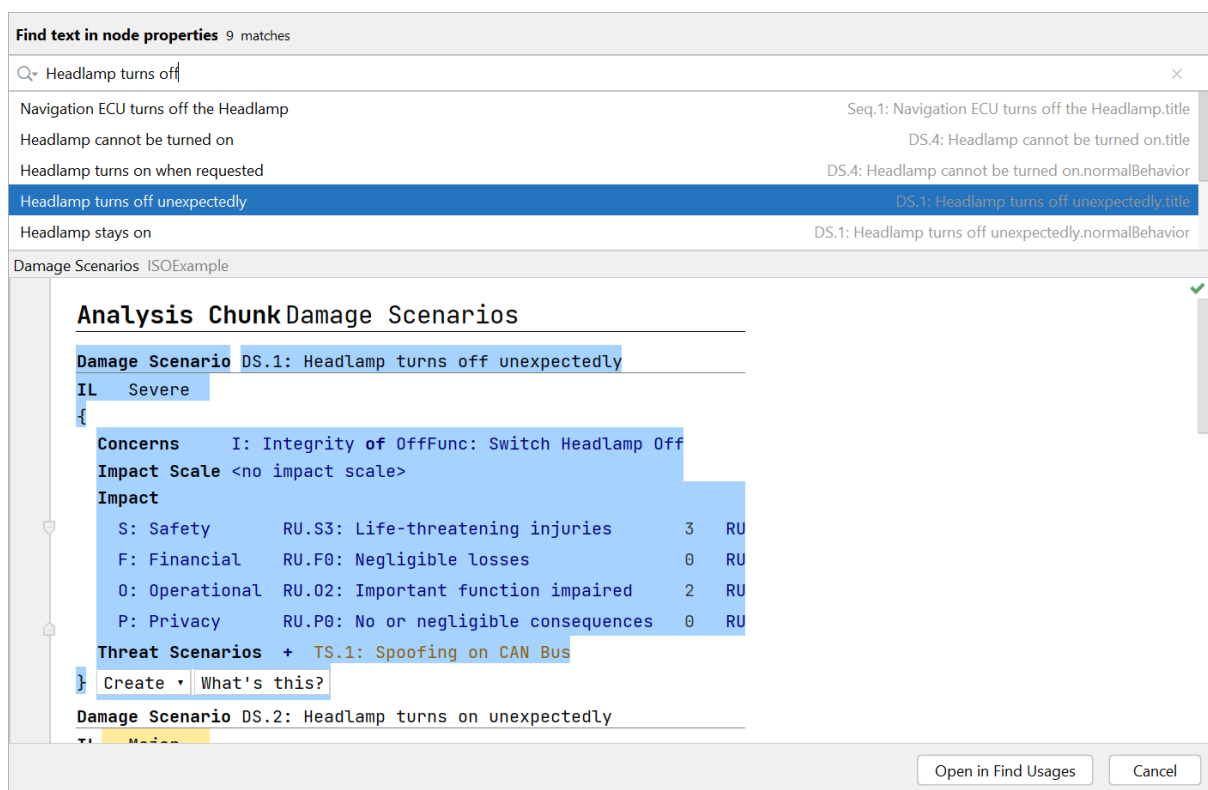 Find text in node properties 9 matches
Headlamp turns off
Navigation ECU turns off the Headlamp Seq.1: Navigation ECU turns off the Headlamp.title
Headlamp cannot be turned on DS.4: Headlamp cannot be turned on.title
Headlamp turns on when requested DS.4: Headlamp cannot be turned on.normalBehavior
Headlamp turns off unexpectedly DS.1: Headlamp turns off unexpectedly.title
Headlamp stays on DS.1: Headlamp turns off unexpectedly.normalBehavior
Damage Scenarios ISOExample
Analysis Chunk Damage Scenarios
Damage Scenario DS.1: Headlamp turns off unexpectedly
IL Severe
{
Concerns I: Integrity of OffFunc: Switch Headlamp Off
Impact Scale <no impact scale>
Impact
S: Safety RU.S3: Life-threatening injuries 3 RU
F: Financial RU.F0: Negligible losses 0 RU
O: Operational RU.O2: Important function impaired 2 RU
P: Privacy RU.P0: No or negligible consequences 0 RU
Threat Scenarios + TS.1: Spoofing on CAN Bus
} Create What's this?
Damage Scenario DS.2: Headlamp turns on unexpectedly
IL Major
Open in Find Usages Cancel